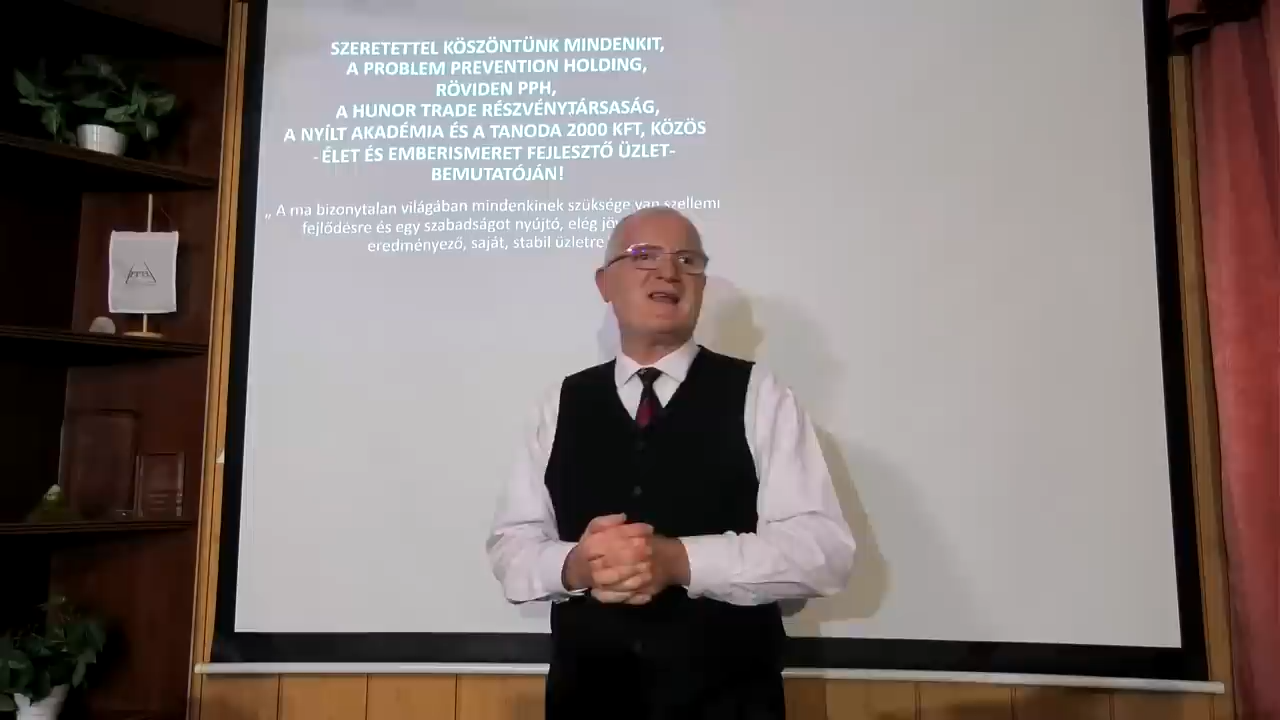 SZERETETTEL KÖSZÖNTÜNK MINDENKIT,
A PROBLEM PREVENTION HOLDING,
RÖVIDEN PPH,
A HUNOR TRADE RÉSZVÉNYTÁRSASÁG,
A NYÍLT AKADÉMIA ÉS A TANODA 2000 KFT, KÖZÖS
- ÉLET ÉS EMBERISMERET FEJLESZTŐ ÜZLET-
BEMUTATÓJÁN!
„ A ma bizonytalan világában mindenkinek szüksége van szellemi
fejlődésre és egy szabadságot nyújtó, elég
eredményező, saját, stabil üzletre